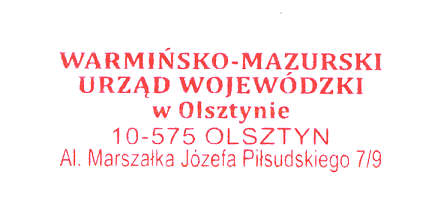 WARMIŃSKO-MAZURSKI
URZĄD WOJEWÓDZKI
w Olsztynie
10-575 OLSZTYN
Al. Marszałka Józefa Piłsudskiego 7/9